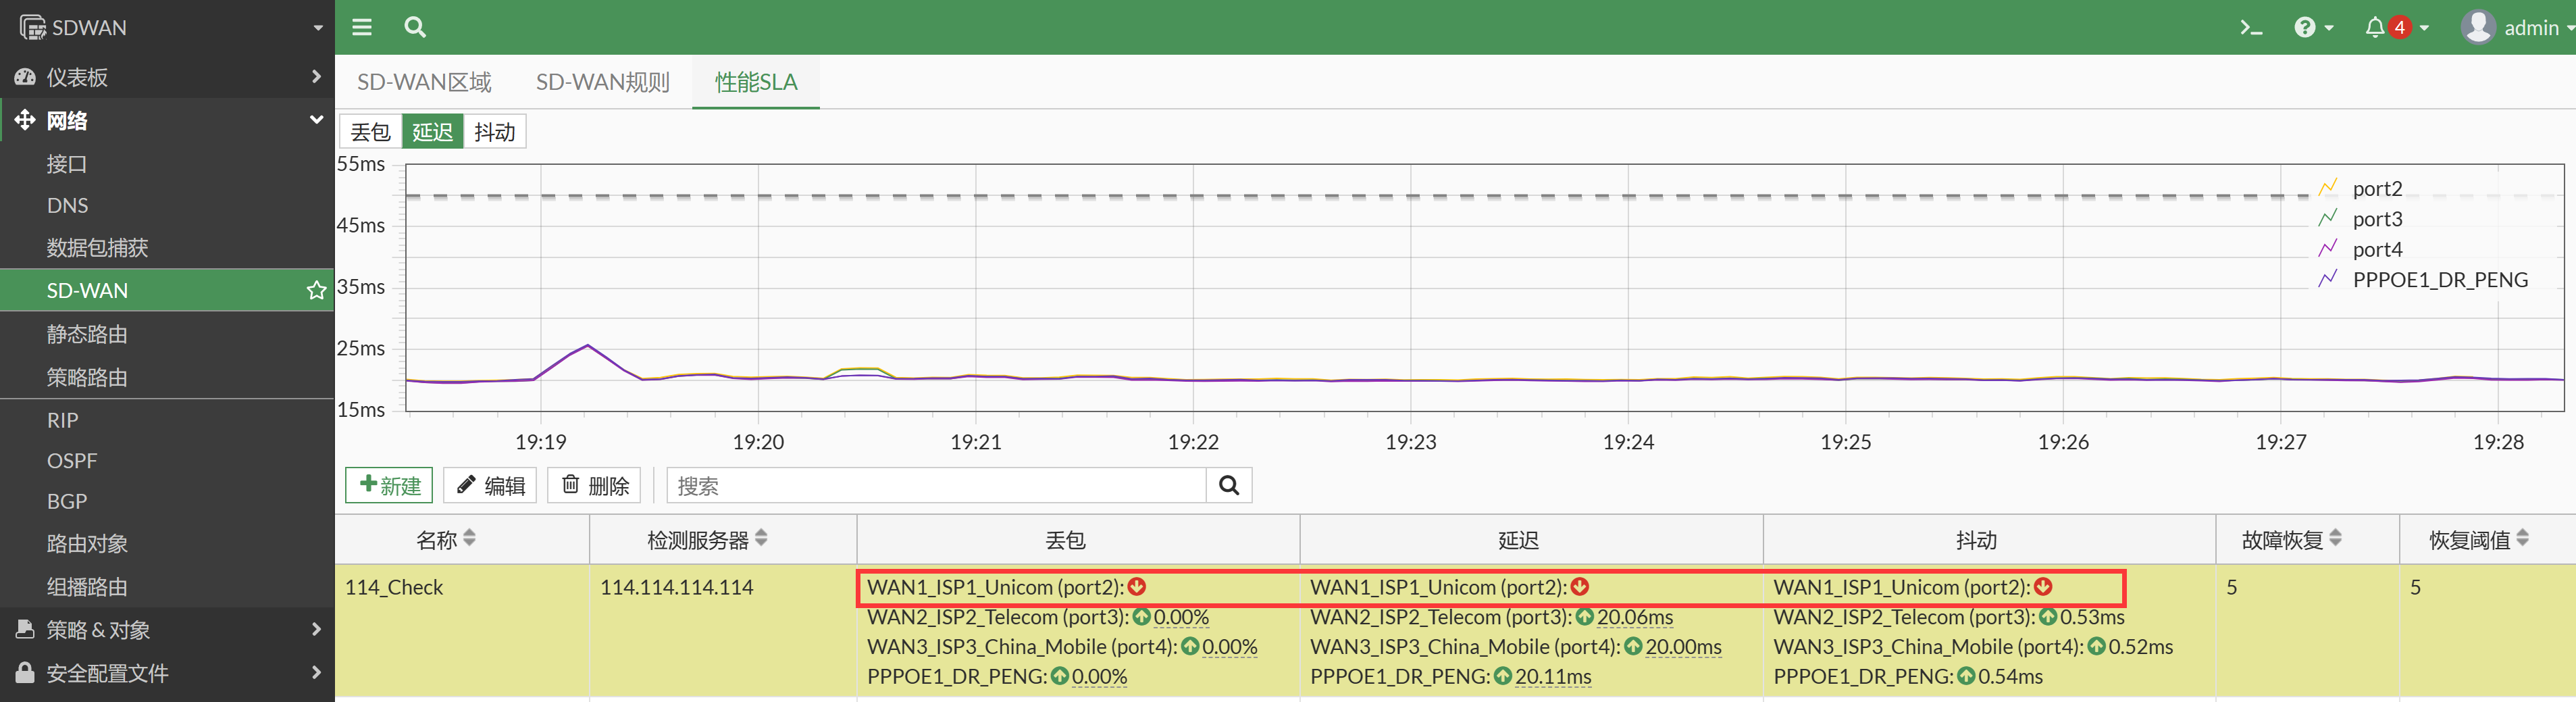 SDWAN
4
admin
仪表板
网络
接口
DNS
数据包捕获
SD-WAN
静态路由
策略路由
RIP
OSPF
BGP
路由对象
组播路由
策略 & 对象
安全配置文件
SD-WAN区域 SD-WAN规则 性能SLA
丢包 延迟 抖动
55ms
45ms
35ms
25ms
15ms
port2
port3
port4
PPPOE1_DR_PENG
19:19 19:20 19:21 19:22 19:23 19:24 19:25 19:26 19:27 19:28
新建 编辑 删除 搜索
名称 检测服务器 丢包 延迟 抖动 故障恢复 恢复阈值
114_Check 114.114.114.114 WAN1_ISP1_Unicom (port2): WAN1_ISP1_Unicom (port2): WAN1_ISP1_Unicom (port2): 5 5
WAN2_ISP2_Telecom (port3): 0.00% WAN2_ISP2_Telecom (port3): 20.06ms WAN2_ISP2_Telecom (port3): 0.53ms
WAN3_ISP3_China_Mobile (port4): 0.00% WAN3_ISP3_China_Mobile (port4): 20.00ms WAN3_ISP3_China_Mobile (port4): 0.52ms
PPPOE1_DR_PENG: 0.00% PPPOE1_DR_PENG: 20.11ms PPPOE1_DR_PENG: 0.54ms